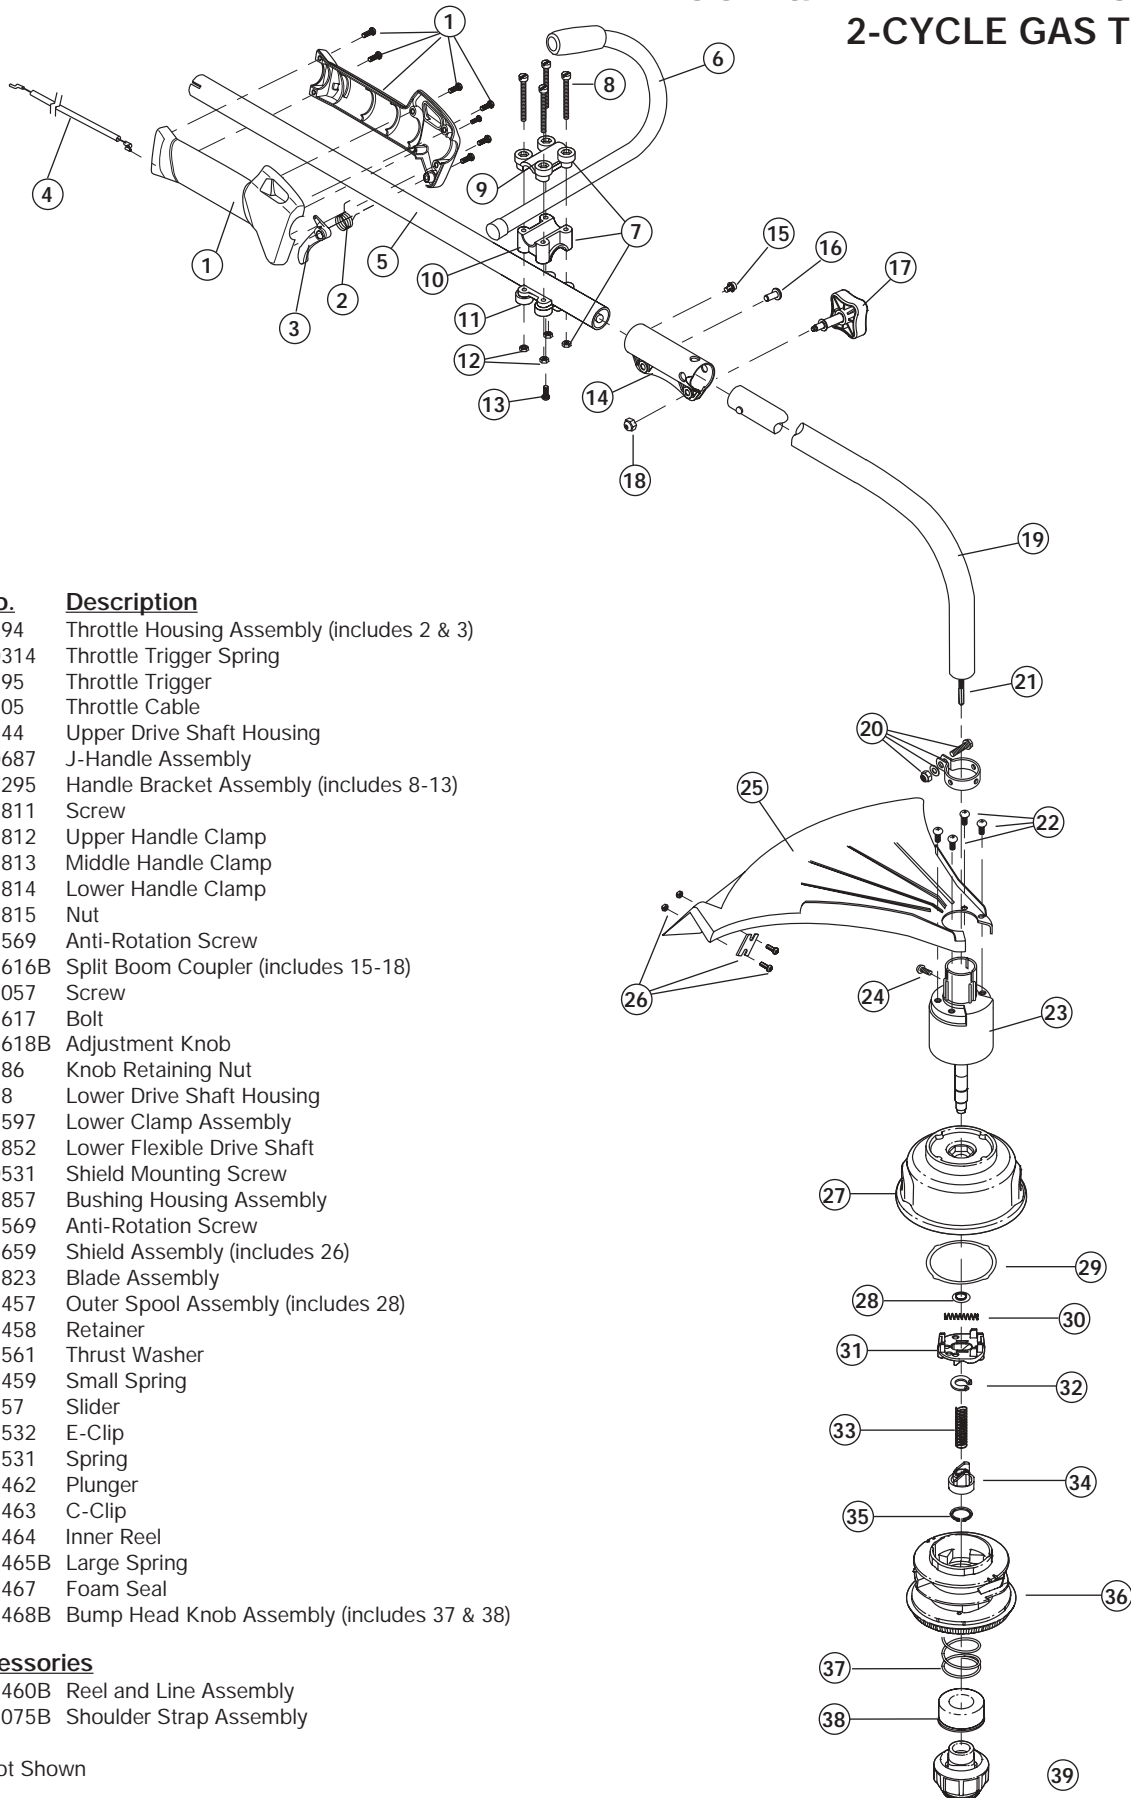 2-CYCLE GAS T
1
6
8
4
9
7
1
5
10
2
3
11
12
13
15
16
17
14
18
19
o. Description
94 Throttle Housing Assembly (includes 2 & 3)
314 Throttle Trigger Spring
95 Throttle Trigger
05 Throttle Cable
44 Upper Drive Shaft Housing
687 J-Handle Assembly
295 Handle Bracket Assembly (includes 8-13)
811 Screw
812 Upper Handle Clamp
813 Middle Handle Clamp
814 Lower Handle Clamp
815 Nut
569 Anti-Rotation Screw
616B Split Boom Coupler (includes 15-18)
057 Screw
617 Bolt
618B Adjustment Knob
86 Knob Retaining Nut
8 Lower Drive Shaft Housing
597 Lower Clamp Assembly
852 Lower Flexible Drive Shaft
531 Shield Mounting Screw
857 Bushing Housing Assembly
569 Anti-Rotation Screw
659 Shield Assembly (includes 26)
823 Blade Assembly
457 Outer Spool Assembly (includes 28)
458 Retainer
561 Thrust Washer
459 Small Spring
57 Slider
532 E-Clip
531 Spring
462 Plunger
463 C-Clip
464 Inner Reel
465B Large Spring
467 Foam Seal
468B Bump Head Knob Assembly (includes 37 & 38)
essories
460B Reel and Line Assembly
075B Shoulder Strap Assembly
ot Shown
21
20
25
22
26
24
23
27
29
28
30
31
32
33
34
35
36
37
38
39